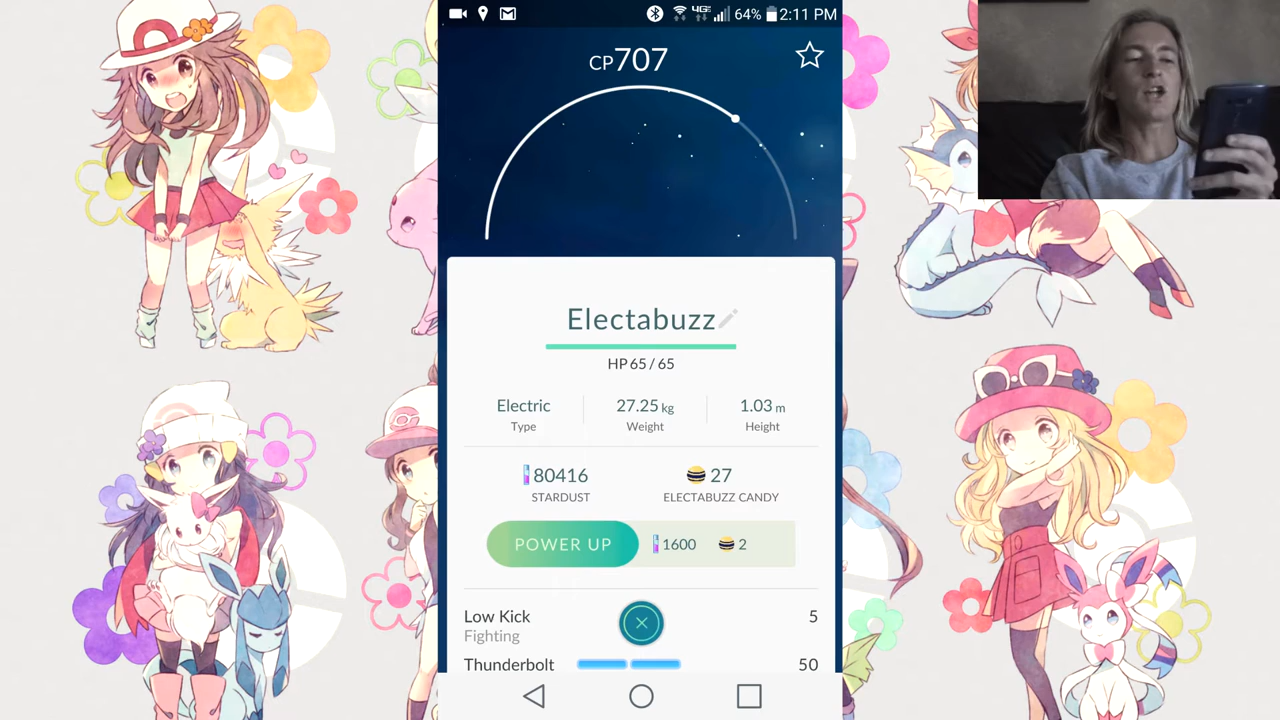 4G 64% 2:11 PM
CP707
Electabuzz
HP 65 / 65
Electric 27.25 kg 1.03 m
Type Weight Height
80416 27
STARDUST ELECTABUZZ CANDY
POWER UP 1600 2
Low Kick 5
Fighting
Thunderbolt 50